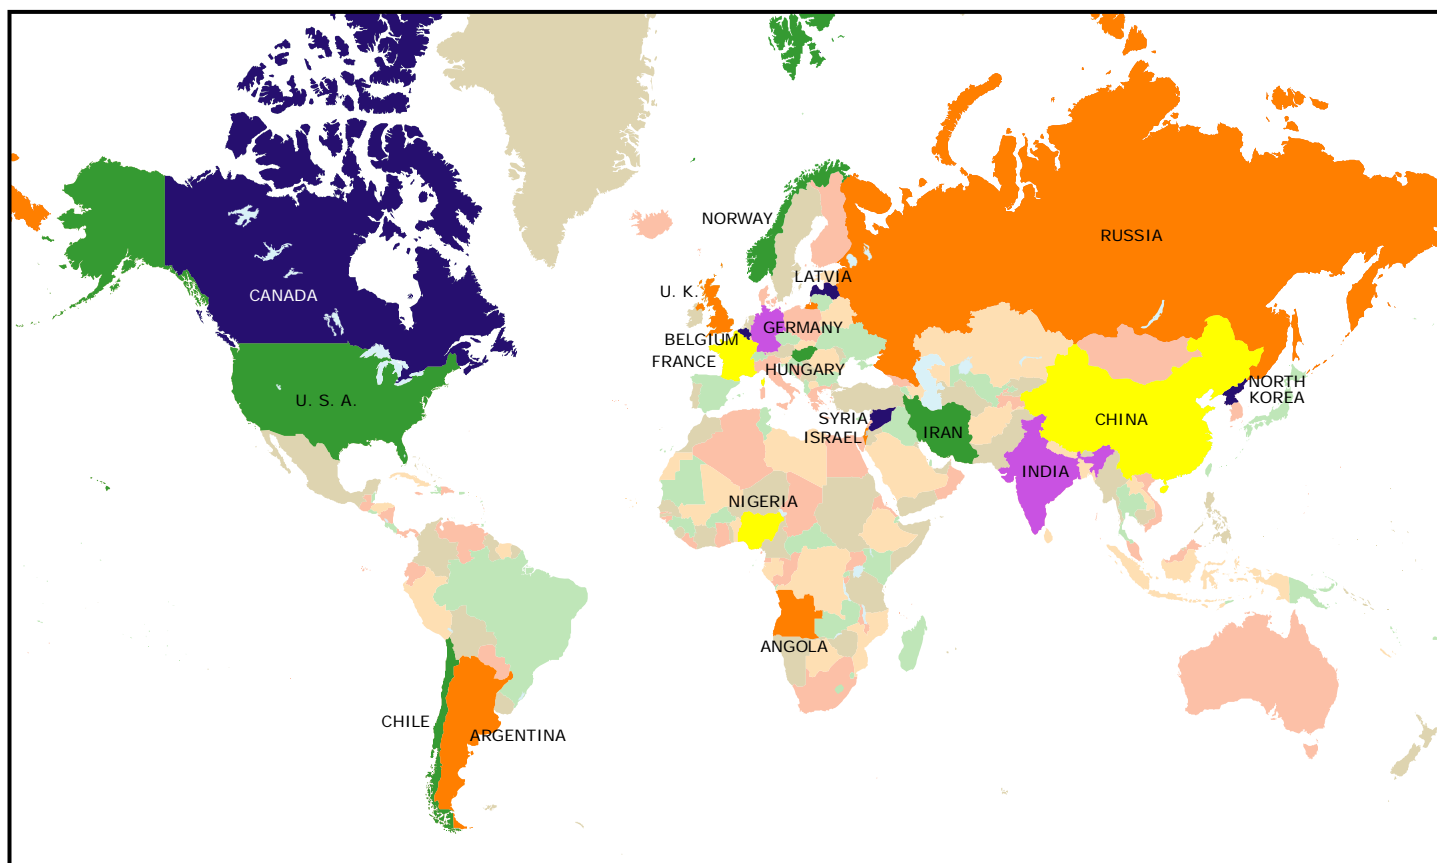 NORWAY
RUSSIA
LATVIA
U. K.
CANADA
GERMANY
BELGIUM
FRANCE
HUNGARY
NORTH
KOREA
U. S. A.
SYRIA
CHINA
IRAN
ISRAEL
INDIA
NIGERIA
ANGOLA
CHILE
ARGENTINA